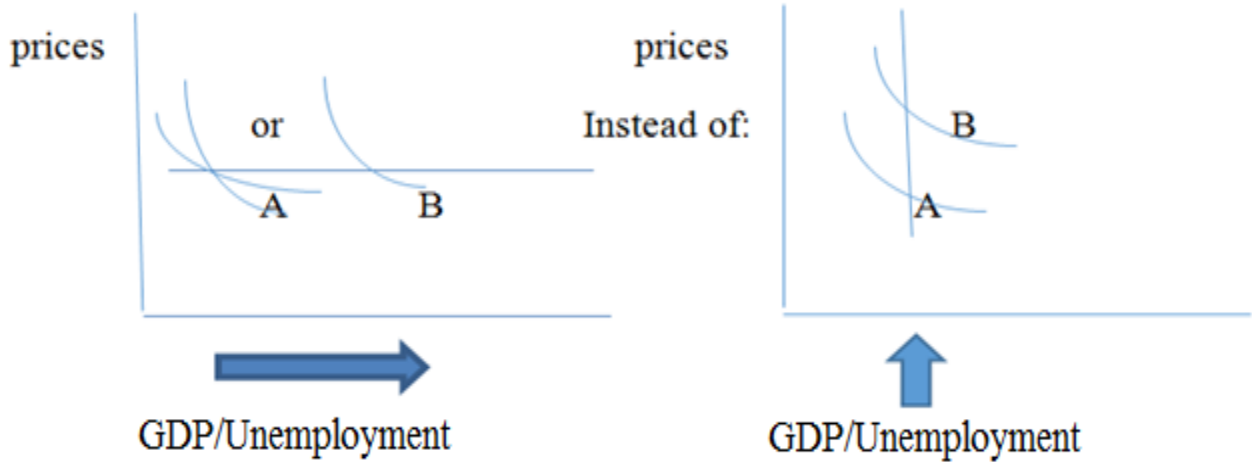 prices
or
A
B
GDP/Unemployment
prices
Instead of:
B
A
GDP/Unemployment